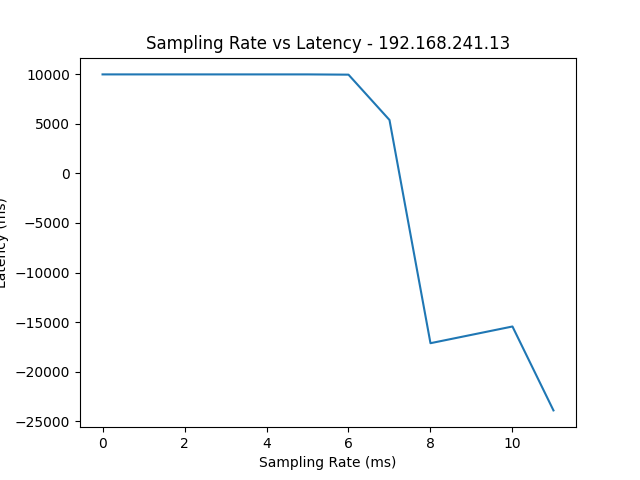 Sampling Rate vs Latency - 192.168.241.13
10000
5000
0
−5000
−10000
−15000
−20000
−25000
Latency (ms)
0 2 4 6 8 10
Sampling Rate (ms)